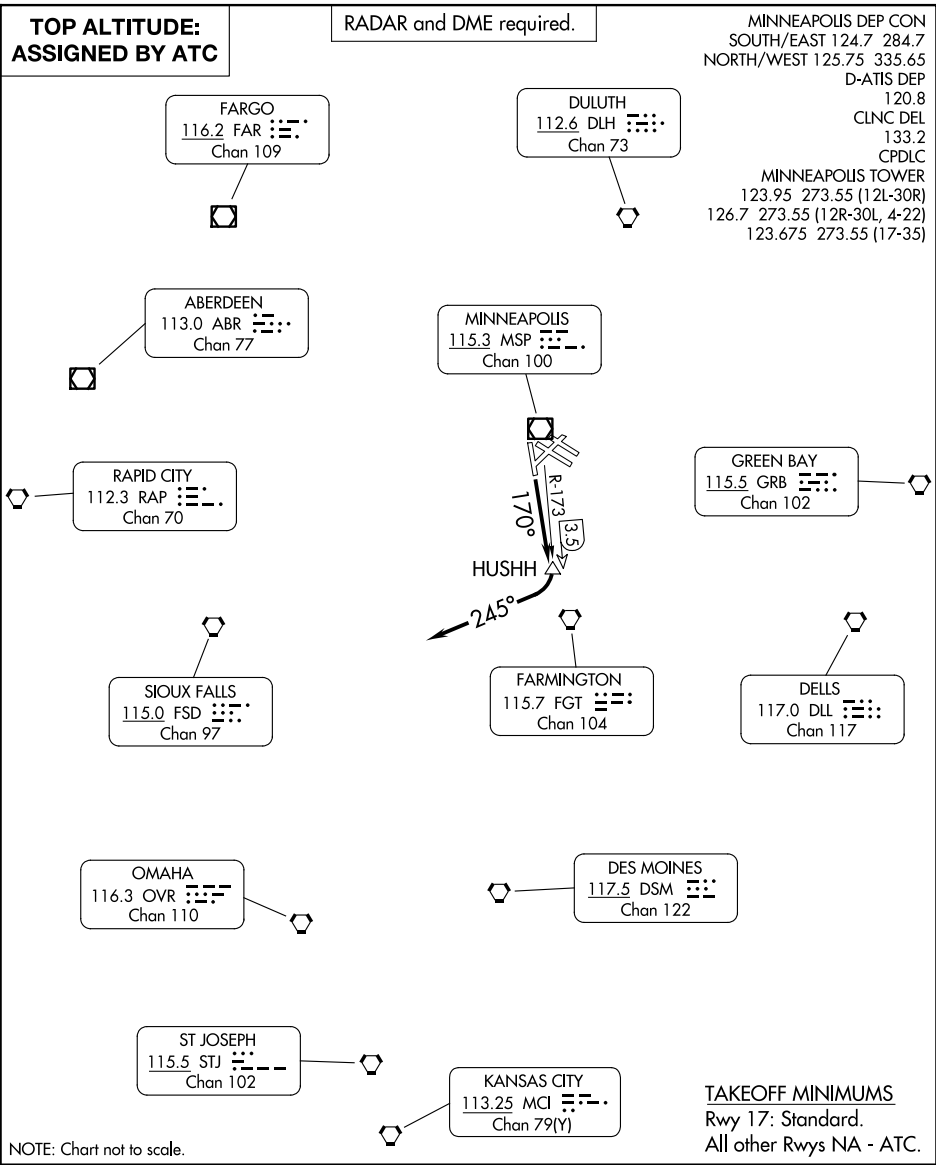 TOP ALTITUDE:
ASSIGNED BY ATC
RADAR and DME required.
MINNEAPOLIS DEP CON
SOUTH/EAST 124.7 284.7
NORTH/WEST 125.75 335.65
D-ATIS DEP
120.8
CLNC DEL
133.2
CPDLC
MINNEAPOLIS TOWER
123.95 273.55 (12L-30R)
126.7 273.55 (12R-30L, 4-22)
123.675 273.55 (17-35)
FARGO
116.2 FAR
Chan 109
DULUTH
112.6 DLH
Chan 73
ABERDEEN
113.0 ABR
Chan 77
MINNEAPOLIS
115.3 MSP
Chan 100
RAPID CITY
112.3 RAP
Chan 70
GREEN BAY
115.5 GRB
Chan 102
R-173
3.5
170°
HUSHH
245°
SIOUX FALLS
115.0 FSD
Chan 97
FARMINGTON
115.7 FGT
Chan 104
DELLS
117.0 DLL
Chan 117
OMAHA
116.3 OVR
Chan 110
DES MOINES
117.5 DSM
Chan 122
ST JOSEPH
115.5 STJ
Chan 102
KANSAS CITY
113.25 MCI
Chan 79(Y)
TAKEOFF MINIMUMS
Rwy 17: Standard.
All other Rwys NA - ATC.
NOTE: Chart not to scale.